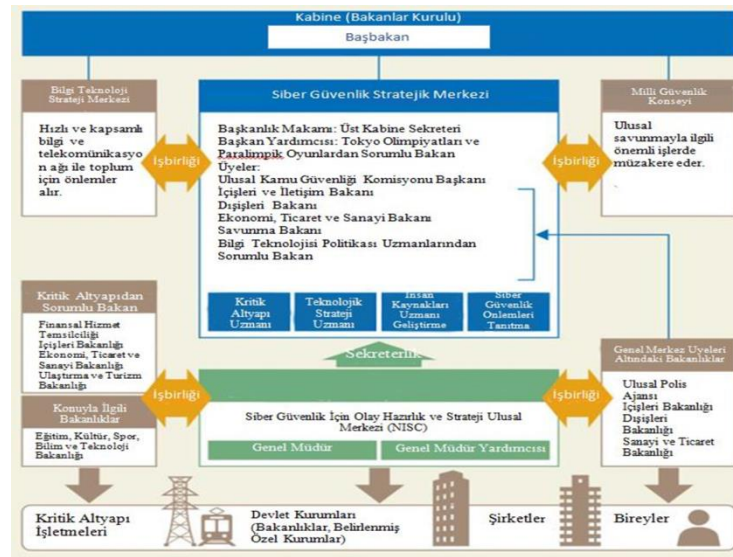 Kabine (Bakanlar Kurulu)
Başbakan
Bilgi Teknoloji
Strateji Merkezi
Hızlı ve kapsamlı
bilgi ve
telekomünikasyo
n ağı ile toplum
için önlemler
alır.
İşbirliği
Siber Güvenlik Stratejik Merkezi
Başkanlık Makamı: Üst Kabine Sekreteri
Başkan Yardımcısı: Tokyo Olimpiyatları ve
Paralimpik Oyunlardan Sorumlu Bakan
Üyeler:
Ulusal Kamu Güvenliği Komisyonu Başkanı
İçişleri ve İletişim Bakanı
Dışişleri Bakanı
Ekonomi, Ticaret ve Sanayi Bakanı
Savunma Bakanı
Bilgi Teknolojisi Politikası Uzmanlarından
Sorumlu Bakan
Kritik
Altyapı
Uzmanı
Teknolojik
Strateji
Uzmanı
İnsan
Kaynakları
Uzmanı
Geliştirme
Siber
Güvenlik
Önlemleri
Tanıtma
İşbirliği
Milli Güvenlik
Konseyi
Ulusal
savunmayla ilgili
önemli işlerde
müzakere eder.
.
Kritik Altyapıdan
Sorumlu Bakan
Finansal Hizmet
Temsilciliği
İçişleri Bakanlığı
Ekonomi, Ticaret ve
Sanayi Bakanlığı
Ulaştırma ve Turizm
Bakanlığı
Konuyla İlgili
Bakanlıklar
Eğitim, Kültür, Spor,
Bilim ve Teknoloji
Bakanlığı
İşbirliği
Sekreterlik
Siber Güvenlik İçin Olay Hazırlık ve Strateji Ulusal
Merkezi (NISC)
Genel Müdür
Genel Müdür Yardımcısı
İşbirliği
Genel Merkez Üyeleri
Altındaki Bakanlıklar
Ulusal Polis
Ajansı
İçişleri Bakanlığı
Dışişleri
Bakanlığı
Sanayi ve Ticaret
Bakanlığı
Kritik Altyapı
İşletmeleri
Devlet Kurumları
(Bakanlıklar, Belirlenmiş
Özel Kurumlar)
Şirketler
Bireyler